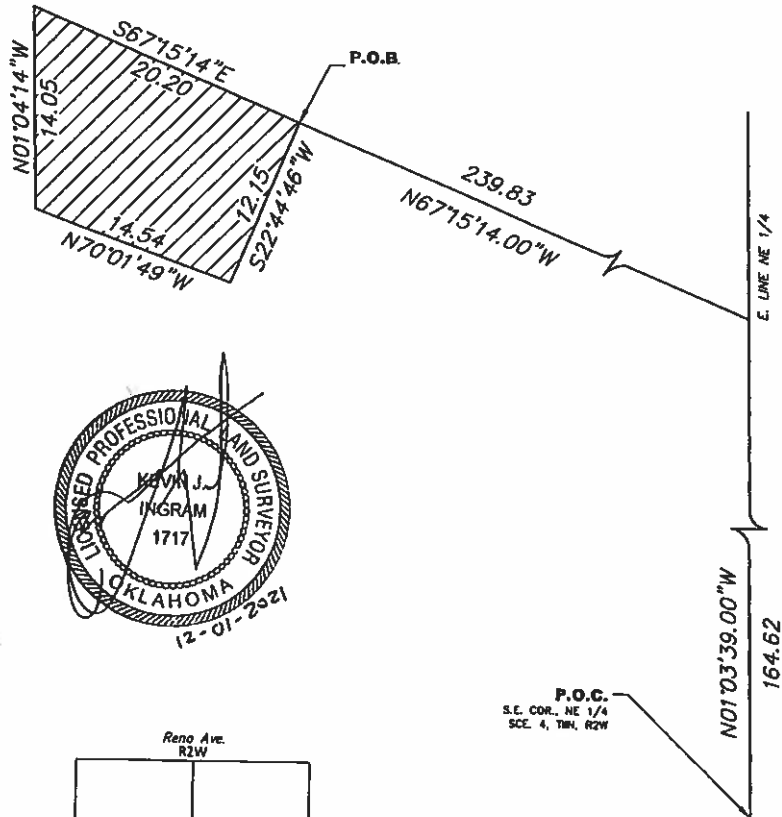 S67°15'14"E
20.20
P.O.B.
N01°04'14"W
14.05
12.15
S22°44'46"W
14.54
N70°01'49"W
239.83
N67°15'14.00"W
E. LINE NE 1/4
LICENSED PROFESSIONAL LAND SURVEYOR
KEVIN J.
INGRAM
1717
OKLAHOMA
12-01-2021
N01°03'39.00"W
164.62
P.O.C.
S.E. COR., NE 1/4
SCE. 4, R2W
Reno Ave.
R2W